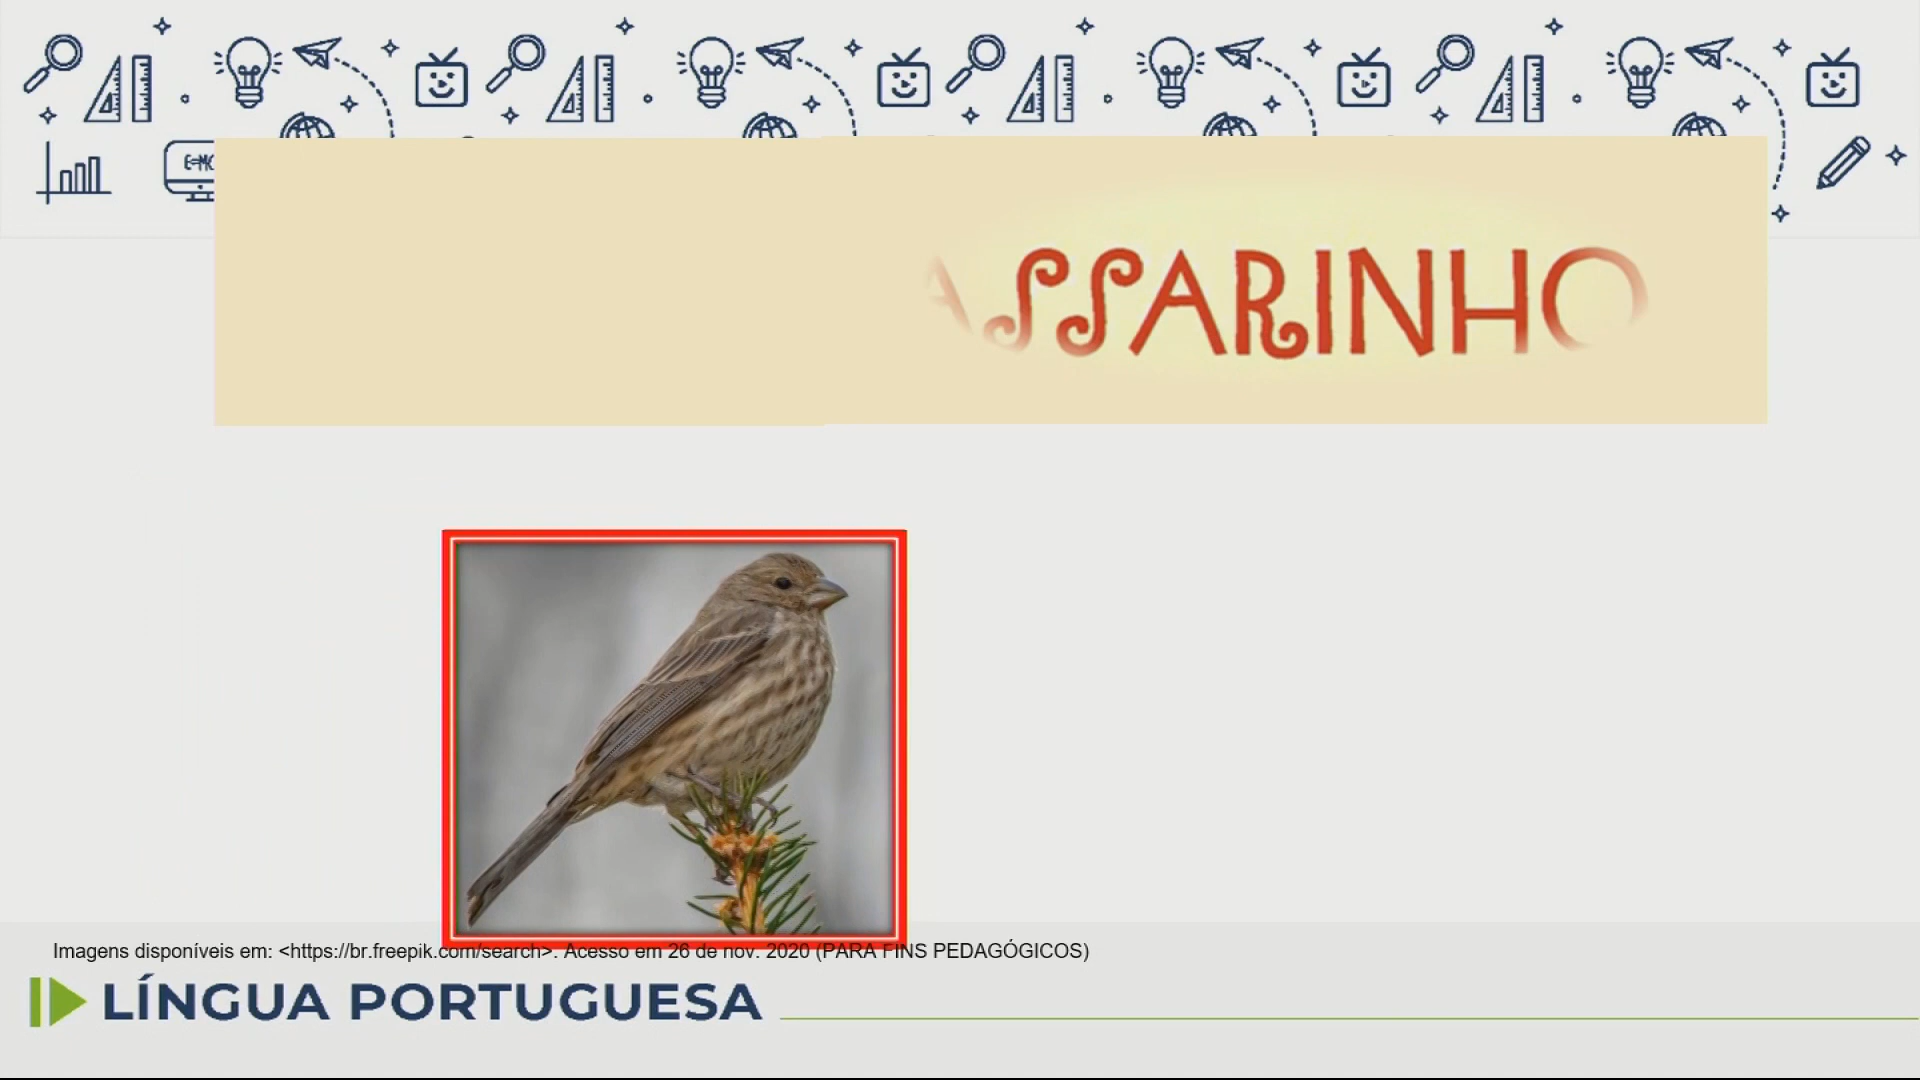 E=MC
ASSARINHO
Imagens disponíveis em: <https://br.freepik.com/search>. Acesso em 26 de nov. 2020 (PARA FINS PEDAGÓGICOS)
LÍNGUA PORTUGUESA